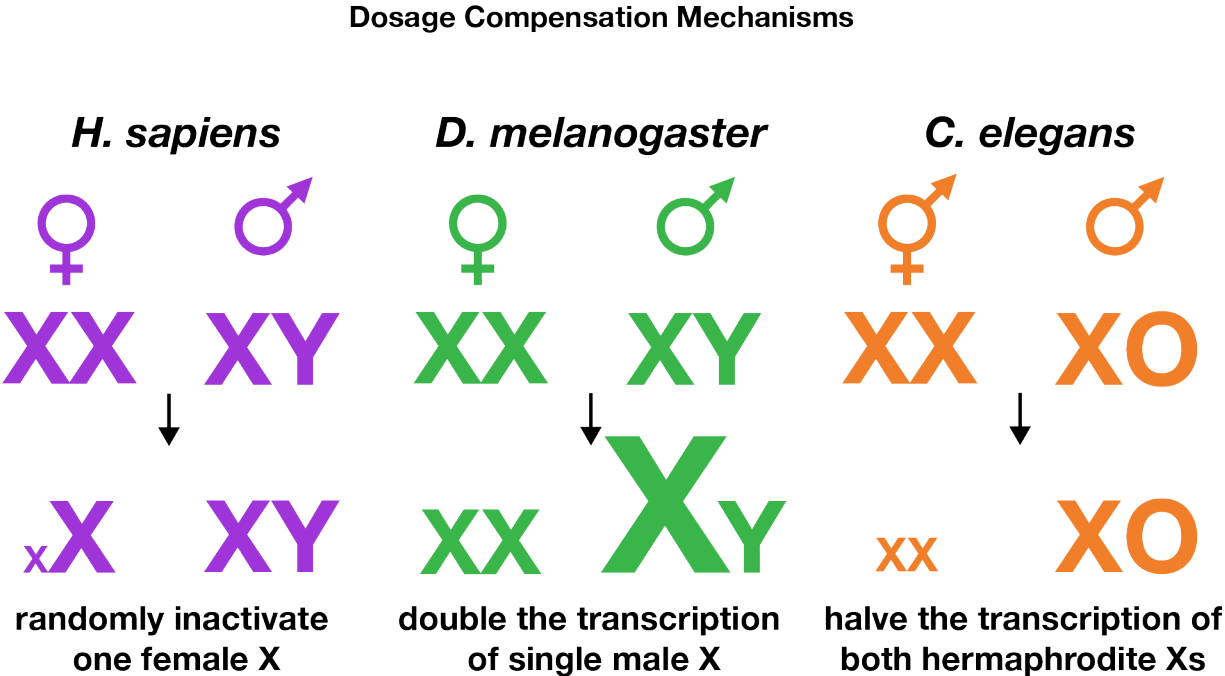 Dosage Compensation Mechanisms
H. sapiens
D. melanogaster
C. elegans
XX XY
XX XY
XX XO
xX XY
XX XY
XX XO
randomly inactivate
one female X
double the transcription
of single male X
halve the transcription of
both hermaphrodite Xs